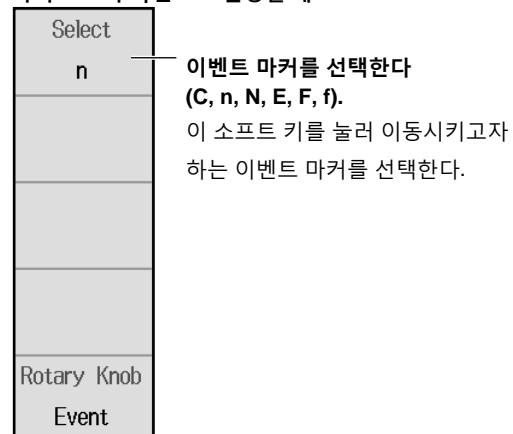 Select
n
이벤트 마커를 선택한다
(C, n, N, E, F, f).
이 소프트 키를 눌러 이동시키고자
하는 이벤트 마커를 선택한다.
Rotary Knob
Event